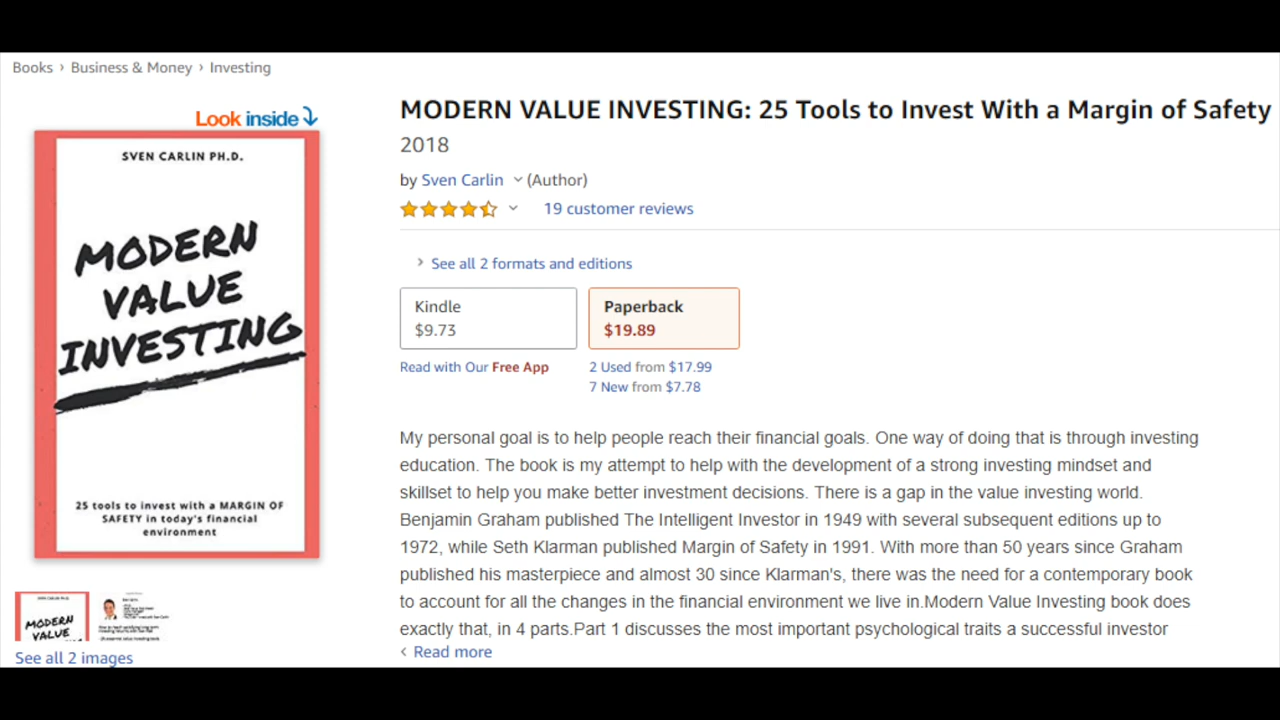 Books › Business & Money › Investing
Look inside
SVEN CARLIN PH.D.
MODERN
VALUE
INVESTING
25 tools to invest with a MARGIN OF
SAFETY in today's financial
environment
MODERN
VALUE
See all 2 images
MODERN VALUE INVESTING: 25 Tools to Invest With a Margin of Safety
2018
by Sven Carlin (Author)
19 customer reviews
› See all 2 formats and editions
Kindle
$9.73
Paperback
$19.89
Read with Our Free App
2 Used from $17.99
7 New from $7.78
My personal goal is to help people reach their financial goals. One way of doing that is through investing
education. The book is my attempt to help with the development of a strong investing mindset and
skillset to help you make better investment decisions. There is a gap in the value investing world.
Benjamin Graham published The Intelligent Investor in 1949 with several subsequent editions up to
1972, while Seth Klarman published Margin of Safety in 1991. With more than 50 years since Graham
published his masterpiece and almost 30 since Klarman's, there was the need for a contemporary book
to account for all the changes in the financial environment we live in.Modern Value Investing book does
exactly that, in 4 parts.Part 1 discusses the most important psychological traits a successful investor
‹ Read more